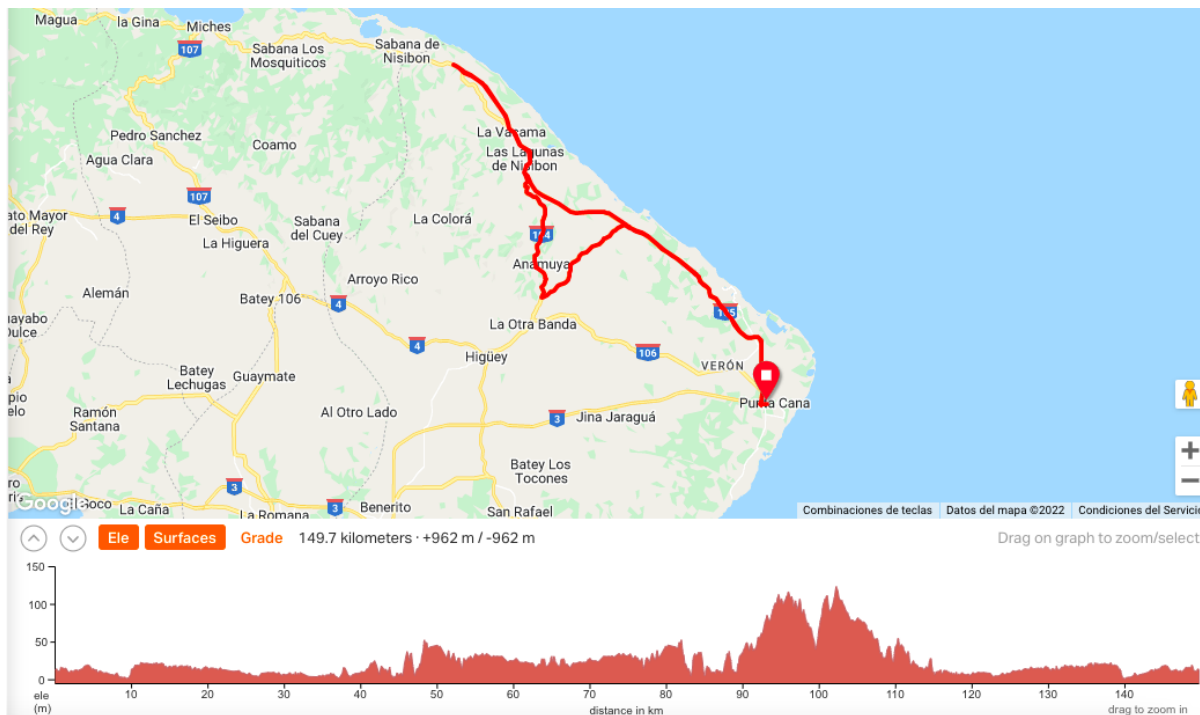 Magua
la Gina
Miches
107
Sabana Los
Mosquiticos
Sabana de
Nisibon
La Vacama
Las Lagunas
de Nisibon
Pedro Sanchez
Coamo
Agua Clara
107
ato Mayor
del Rey
4
El Seibo
La Higuera
Sabana
del Cuey
La Colorá
Anamuya
Arroyo Rico
Alemán
Batey 106
4
La Otra Banda
4
106
Higüey
VERÓN
Batey
Lechugas
Guaymate
Ramón
Santana
Al Otro Lado
3
Jina Jaraguá
Punta Cana
Batey Los
Tocones
3
La Caña
La Romana
3
Benerito
San Rafael
Google
Combinaciones de teclas
Datos del mapa ©2022
Condiciones del Servicio
Ele
Surfaces
Grade
149.7 kilometers · +962 m / -962 m
Drag on graph to zoom/select
150
100
50
0
ele
(m)
10 20 30 40 50 60 70 80 90 100 110 120 130 140
distance in km
drag to zoom in